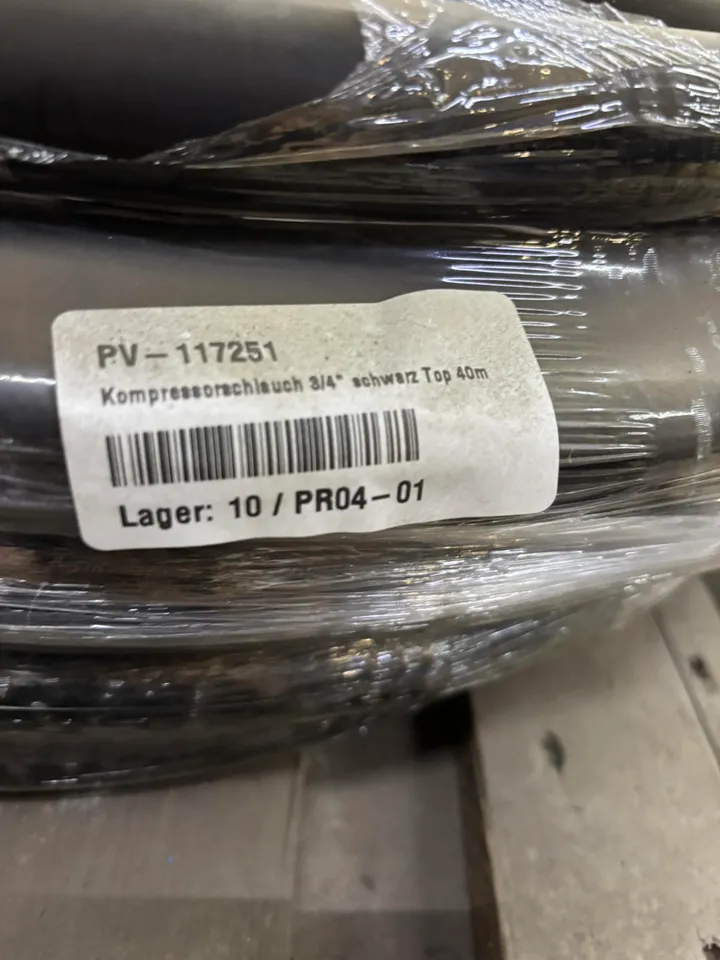 PV-117251
Kompressorschlauch 3/4" schwarz Top 40m
Lager: 10 / PR04-01